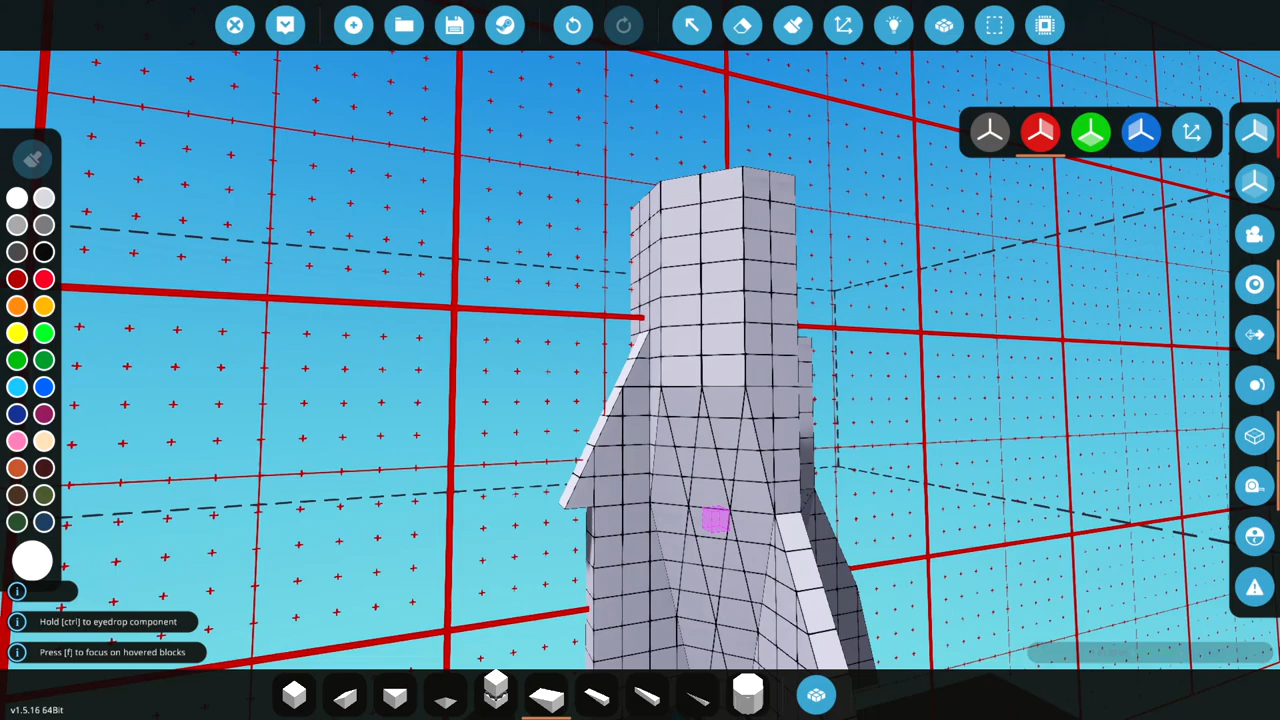 Hold [ctrl] to eyedrop component
Press [f] to focus on hovered blocks
v1.5.16 64Bit